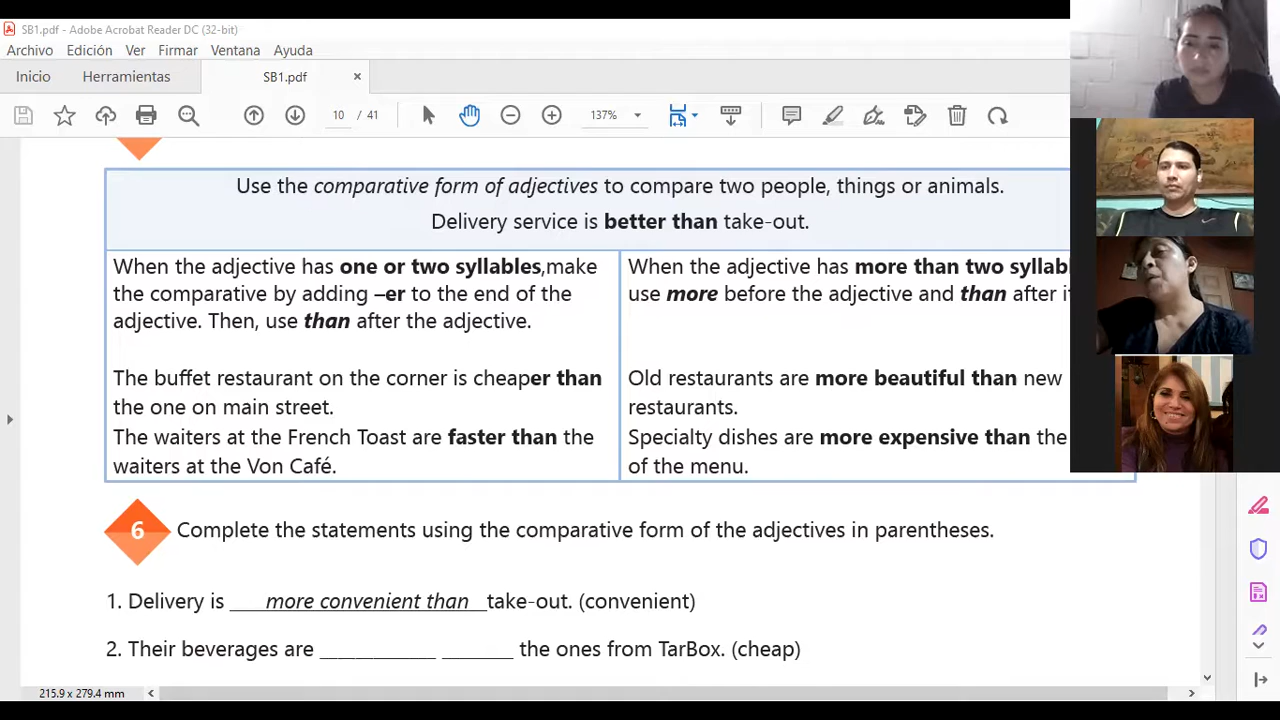 SB1.pdf - Adobe Acrobat Reader DC (32-bit)
Archivo Edición Ver Firmar Ventana Ayuda
Inicio Herramientas SB1.pdf ×
10 / 41 137%
Use the comparative form of adjectives to compare two people, things or animals.
Delivery service is better than take-out.
When the adjective has one or two syllables,make
the comparative by adding –er to the end of the
adjective. Then, use than after the adjective.
The buffet restaurant on the corner is cheaper than
the one on main street.
The waiters at the French Toast are faster than the
waiters at the Von Café.
When the adjective has more than two syllabl
use more before the adjective and than after i
Old restaurants are more beautiful than new
restaurants.
Specialty dishes are more expensive than the
of the menu.
6 Complete the statements using the comparative form of the adjectives in parentheses.
1. Delivery is ___more convenient than__take-out. (convenient)
2. Their beverages are ____________ _______ the ones from TarBox. (cheap)
215.9 x 279.4 mm